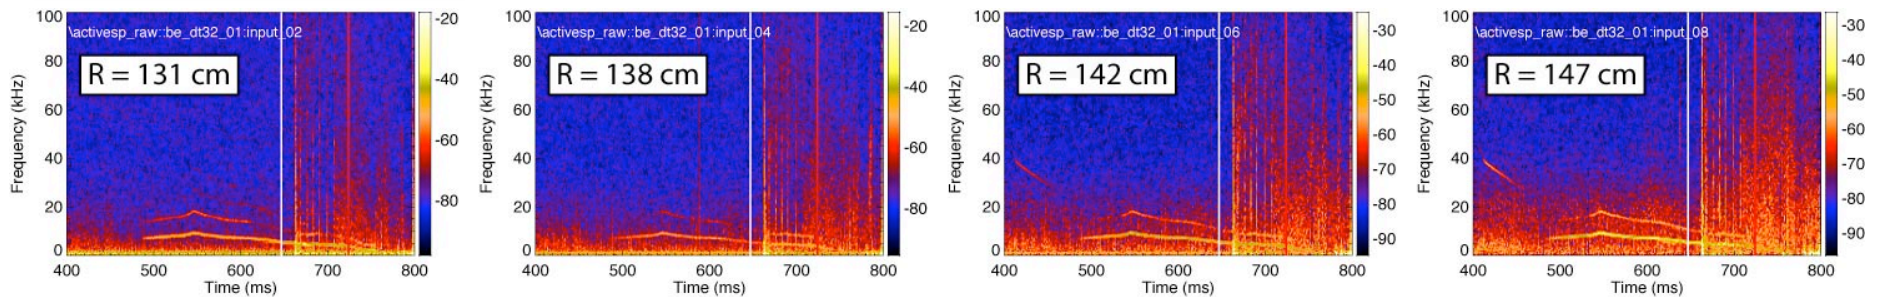 100
80
60
40
20
0
Frequency (kHz)
\activesp_raw::be_dt32_01:input_02
R = 131 cm
400 500 600 700 800
Time (ms)
-20
-40
-60
-80
100
80
60
40
20
0
Frequency (kHz)
\activesp_raw::be_dt32_01:input_04
R = 138 cm
400 500 600 700 800
Time (ms)
-20
-40
-60
-80
100
80
60
40
20
0
Frequency (kHz)
\activesp_raw::be_dt32_01:input_06
R = 142 cm
400 500 600 700 800
Time (ms)
-30
-40
-50
-60
-70
-80
-90
100
80
60
40
20
0
Frequency (kHz)
\activesp_raw::be_dt32_01:input_08
R = 147 cm
400 500 600 700 800
Time (ms)
-30
-40
-50
-60
-70
-80
-90